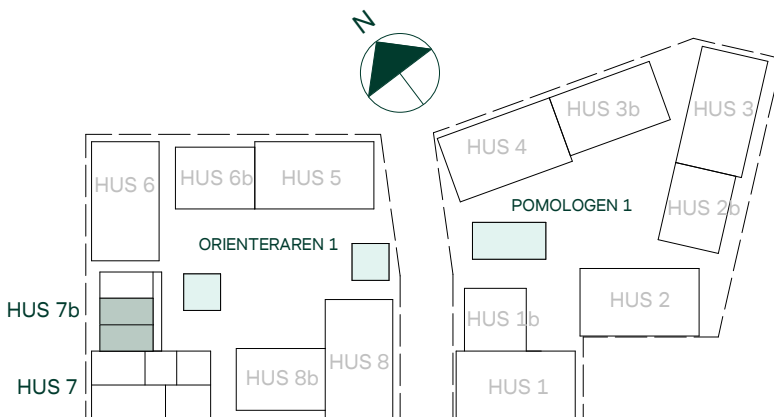 N
HUS 3b
HUS 3
HUS 4
HUS 6
HUS 6b
HUS 5
POMOLOGEN 1
HUS 2b
ORIENTERAREN 1
HUS 7b
HUS 2
HUS 1b
HUS 8
HUS 8b
HUS 7
HUS 1